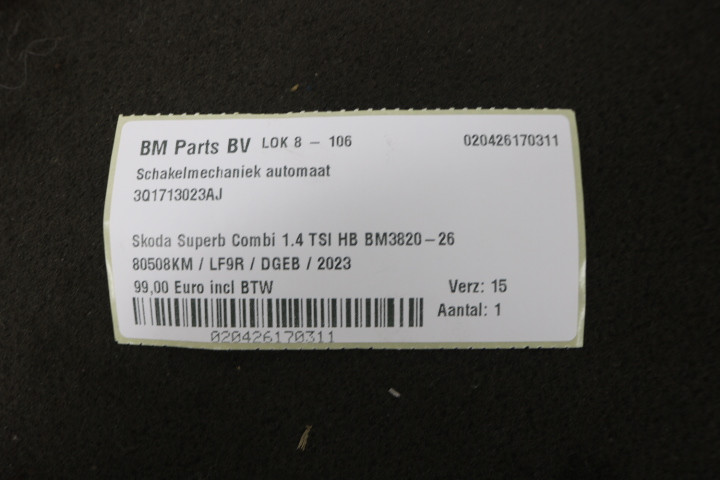 BM Parts BV LOK 8 - 106 020426170311
Schakelmechaniek automaat
3Q1713023AJ
Skoda Superb Combi 1.4 TSI HB BM3820-26
80508KM / LF9R / DGEB / 2023
99,00 Euro incl BTW Verz: 15
Aantal: 1
020426170311